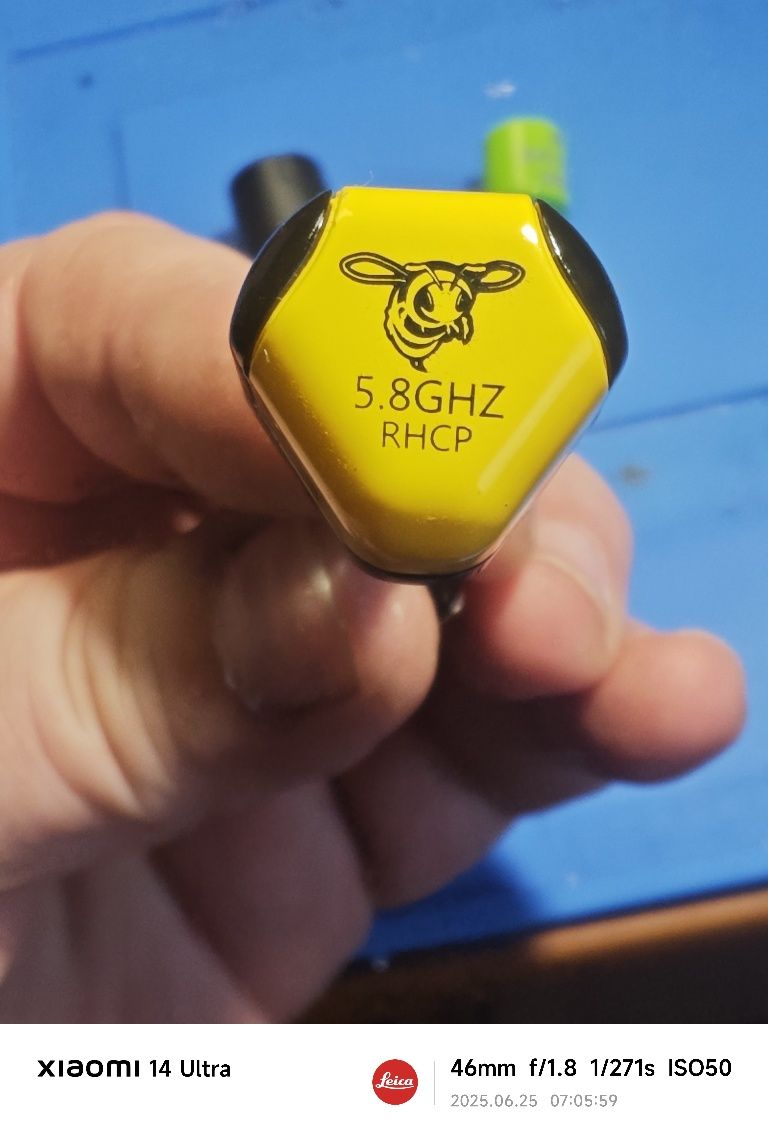 5.8GHZ
RHCP
xiaomi 14 Ultra
Leica
46mm f/1.8 1/271s ISO50
2025.06.25 07:05:59